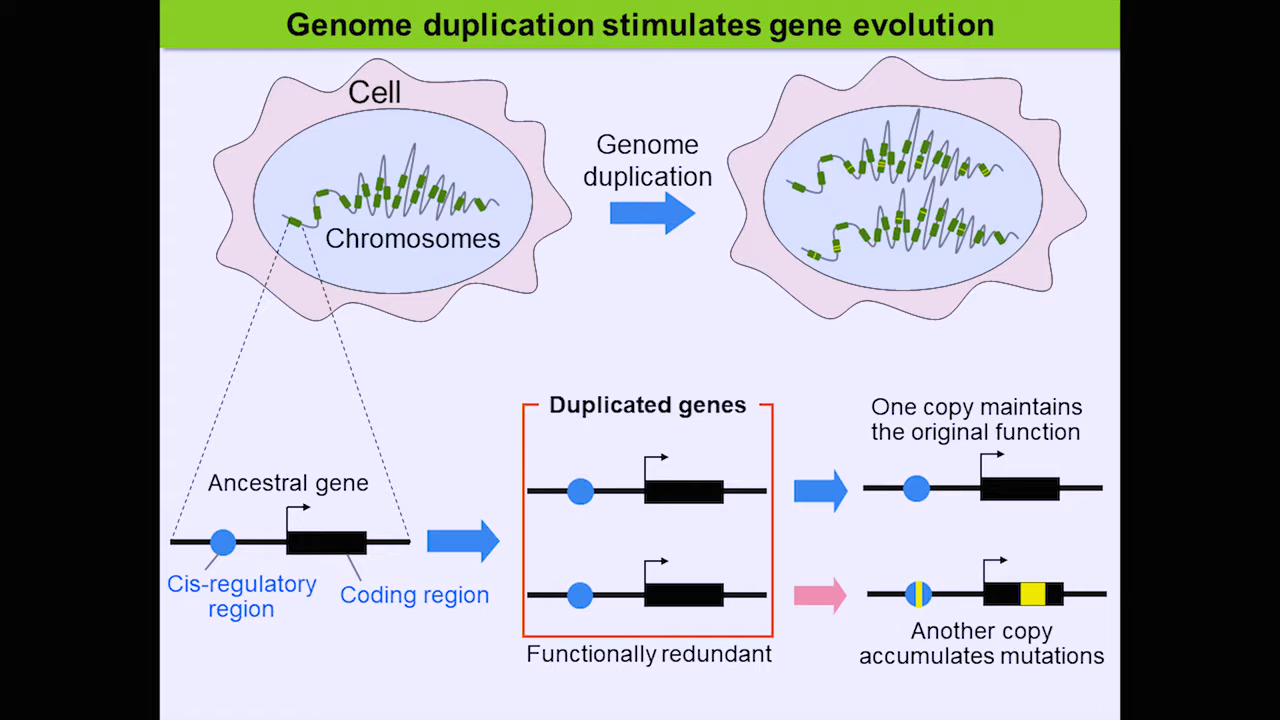 Genome duplication stimulates gene evolution
Cell
Genome
duplication
Chromosomes
Duplicated genes
One copy maintains
the original function
Ancestral gene
Cis-regulatory
region
Coding region
Functionally redundant
Another copy
accumulates mutations